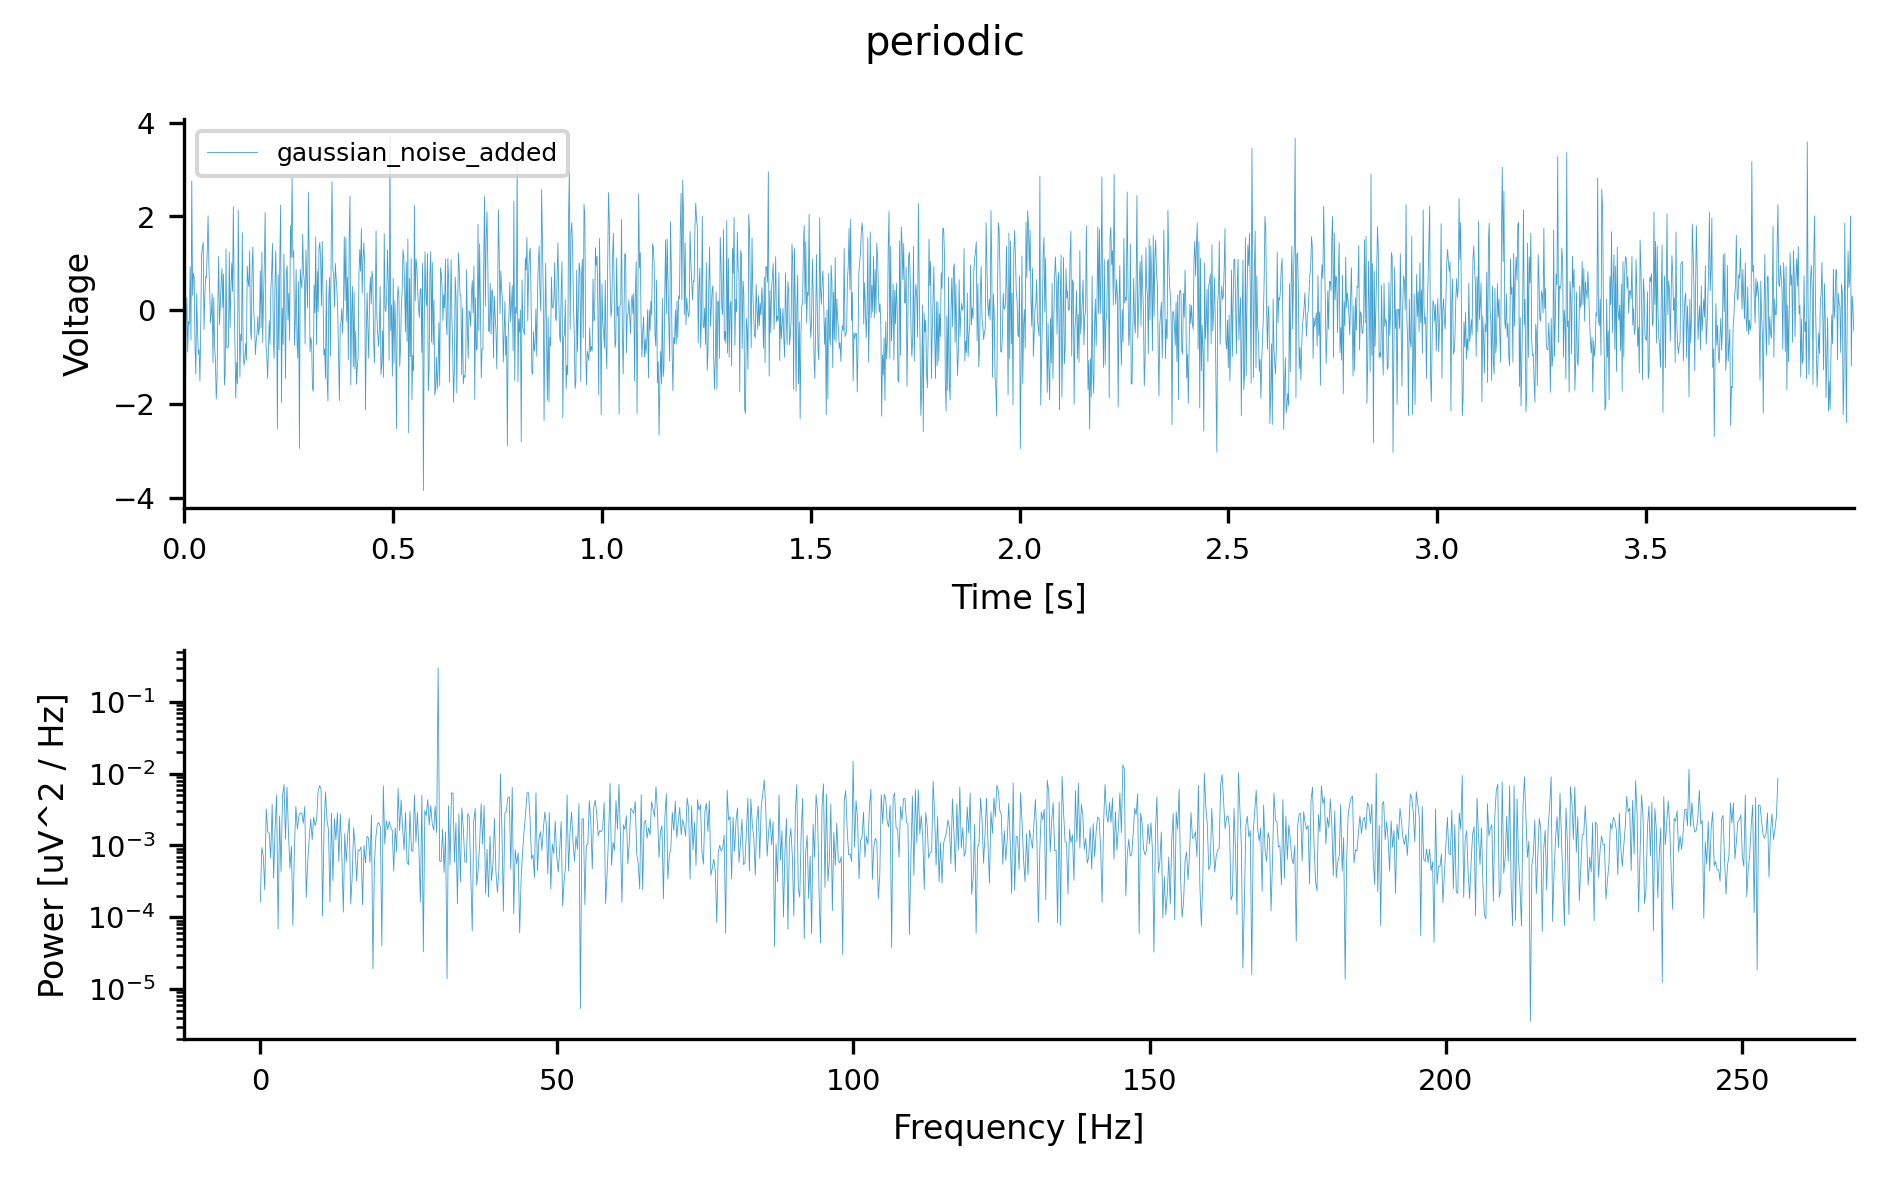 periodic
4
gaussian_noise_added
2
0
−2
−4
Voltage
0.0 0.5 1.0 1.5 2.0 2.5 3.0 3.5
Time [s]
10^−1
10^−2
10^−3
10^−4
10^−5
Power [uV^2 / Hz]
0 50 100 150 200 250
Frequency [Hz]